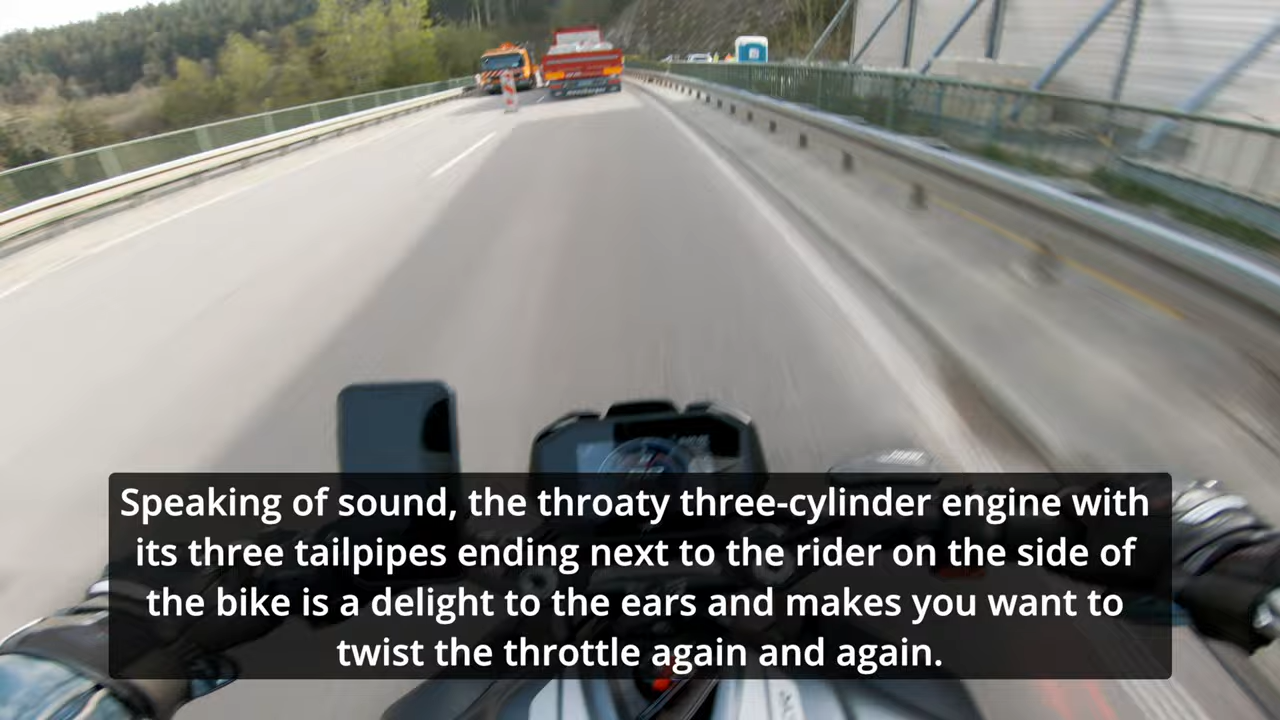 Speaking of sound, the throaty three-cylinder engine with
its three tailpipes ending next to the rider on the side of
the bike is a delight to the ears and makes you want to
twist the throttle again and again.